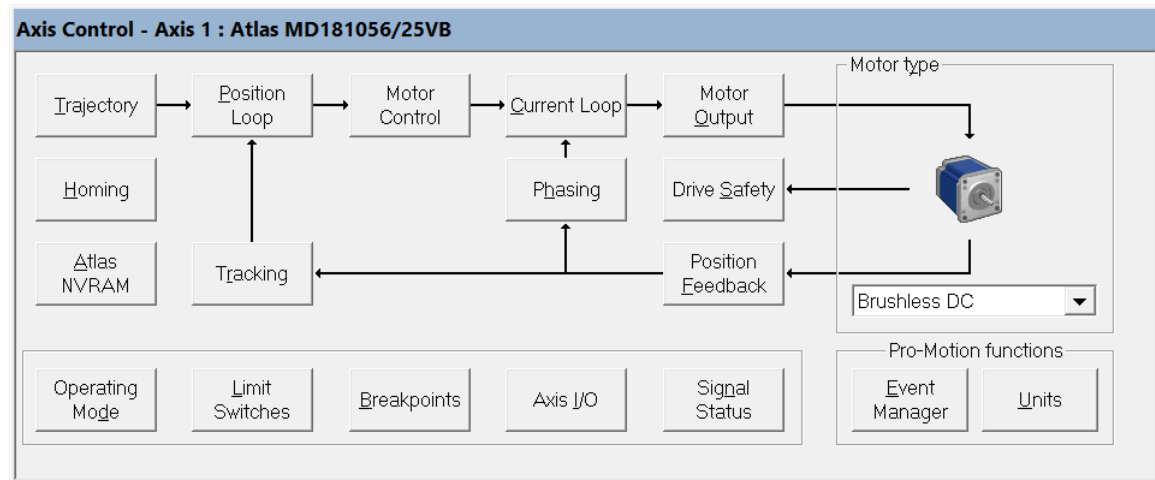 Axis Control - Axis 1 : Atlas MD181056/25VB
Motor type
Trajectory
Position
Loop
Motor
Control
Current Loop
Motor
Output
Homing
Phasing
Drive Safety
Atlas
NVRAM
Tracking
Position
Feedback
Brushless DC
Operating
Mode
Limit
Switches
Breakpoints
Axis I/O
Signal
Status
Pro-Motion functions
Event
Manager
Units